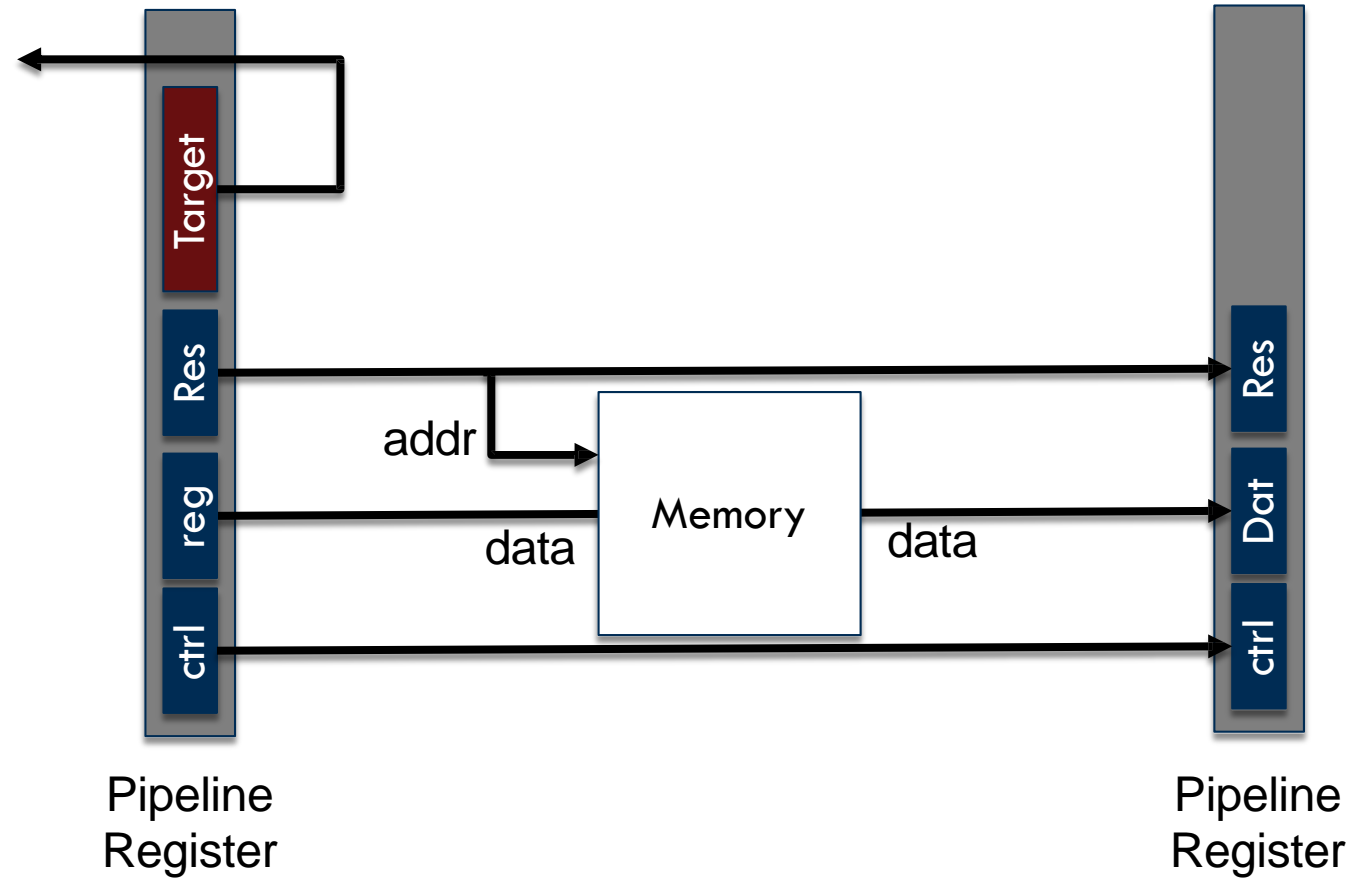 Target
Res
Res
addr
reg
Memory
Dat
data
data
ctrl
ctrl
Pipeline
Register
Pipeline
Register